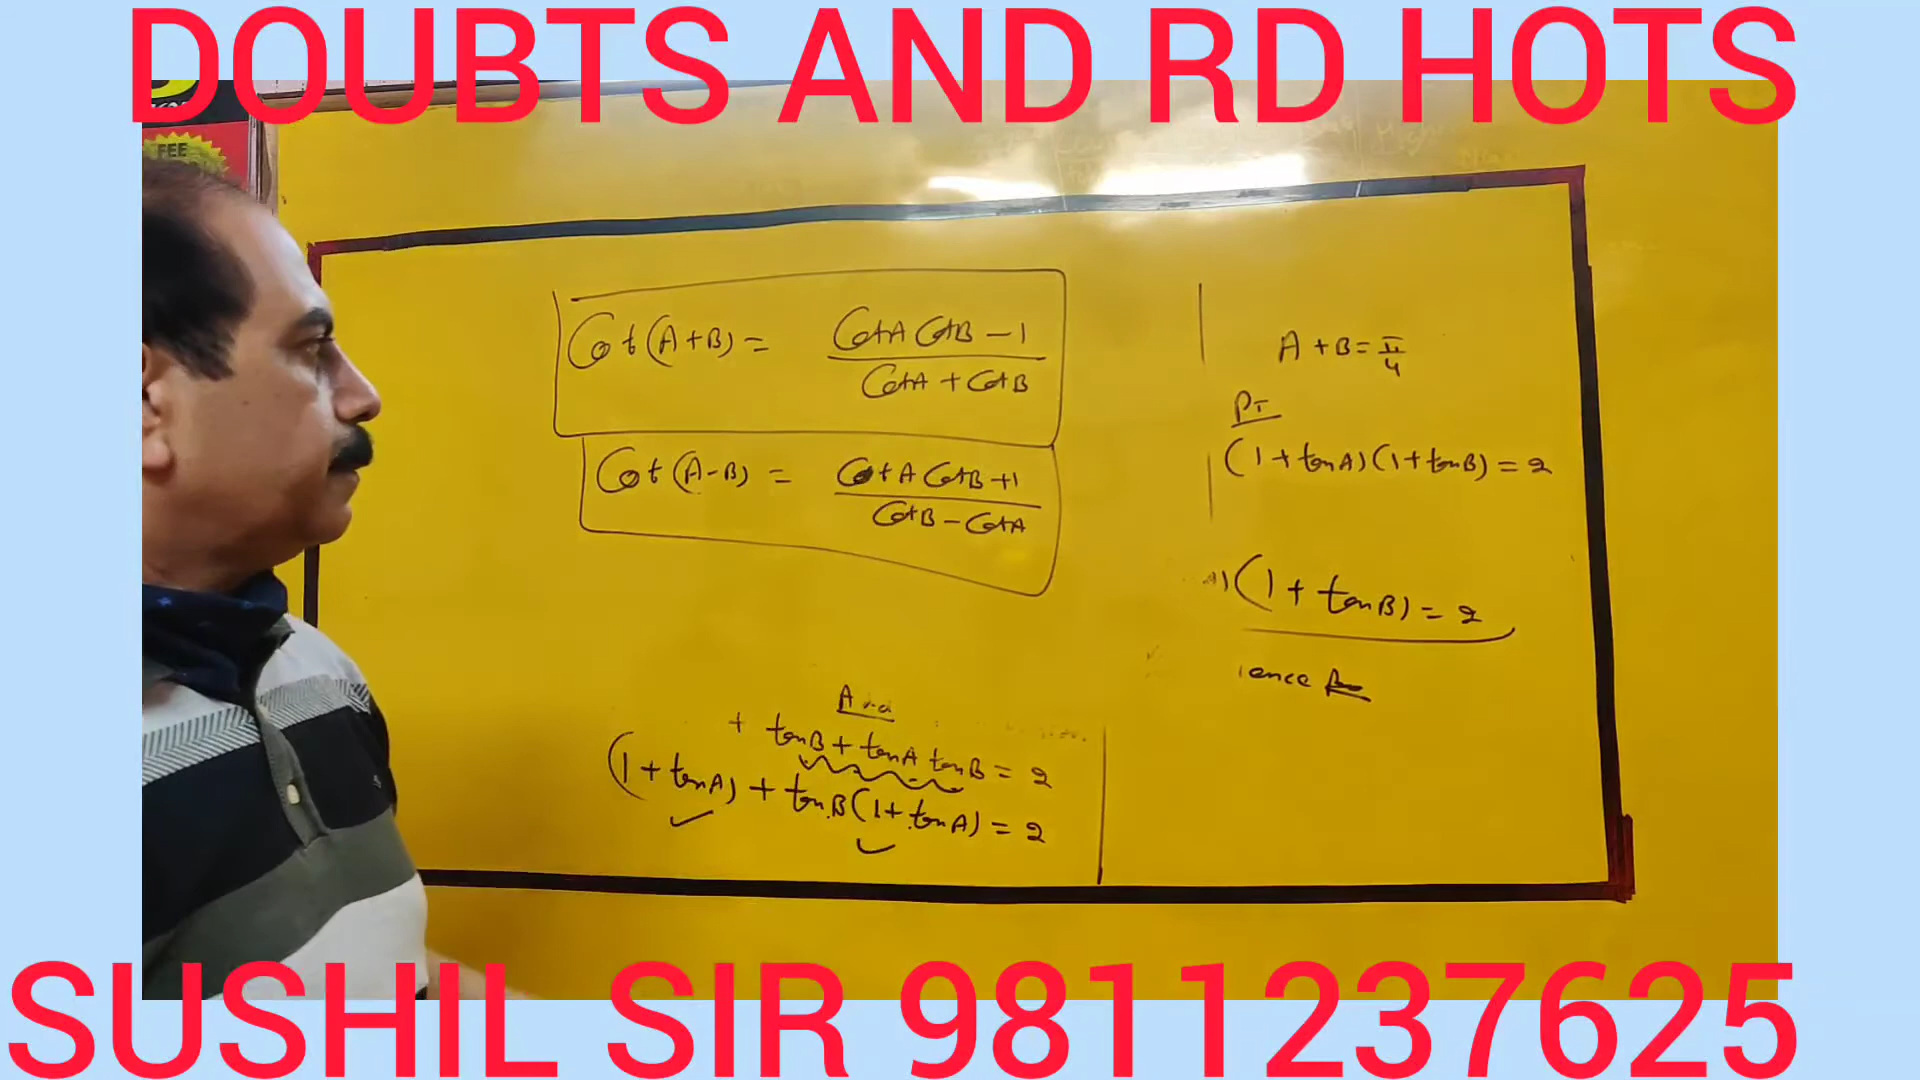 DOUBTS AND RD HOTS
FEE
Cot(A+B) = CotA CotB - 1
CotA + CotB
Cot(A-B) = CotA CotB +1
CotB - CotA
A + B = π/4
PT
(1 + tanA)(1 + tanB) = 2
(1 + tanB) = 2
ence
+ tanB + tanA tanB = 2
(1 + tanA) + tanB(1 + tanA) = 2
SUSHIL SIR 9811237625